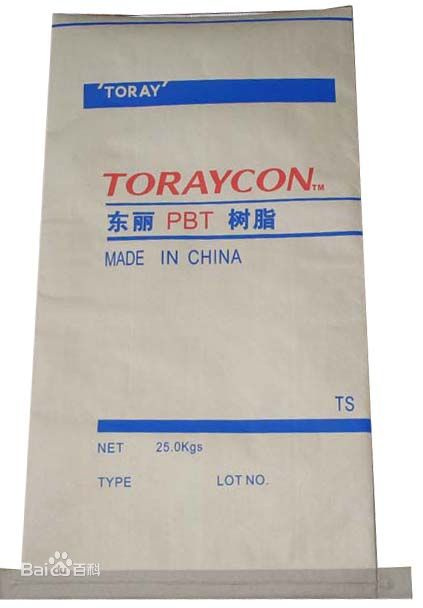 'TORAY'
TORAYCON™
东丽 PBT 树脂
MADE IN CHINA
TS
NET 25.0Kgs
TYPE LOT NO.
Bai百科